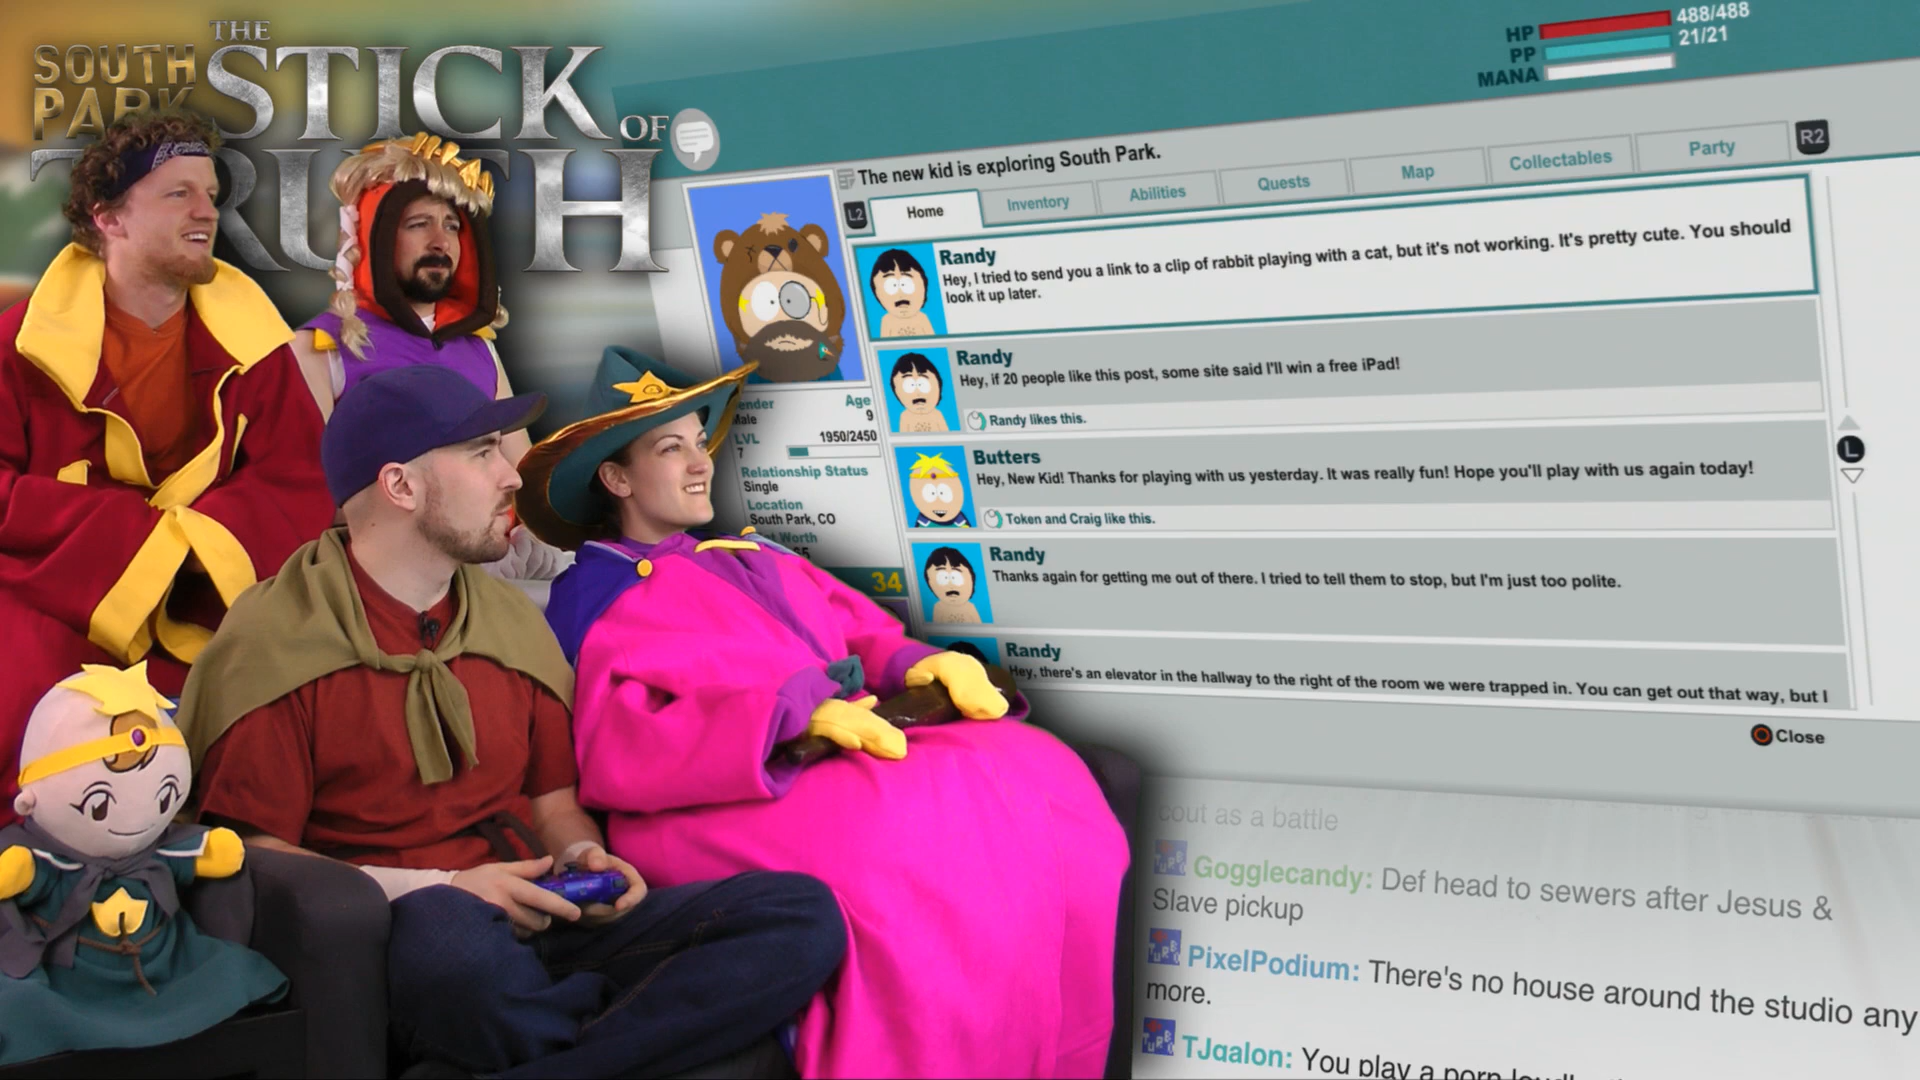 THE
SOUTH
PARK
STICK
OF
TRUTH
HP 488/488
PP 21/21
MANA
The new kid is exploring South Park.
L2
Home
Inventory
Abilities
Quests
Map
Collectables
Party
R2
Randy
Hey, I tried to send you a link to a clip of rabbit playing with a cat, but it's not working. It's pretty cute. You should
look it up later.
Randy
Hey, if 20 people like this post, some site said I'll win a free iPad!
Randy likes this.
Butters
Hey, New Kid! Thanks for playing with us yesterday. It was really fun! Hope you'll play with us again today!
Token and Craig like this.
Randy
Thanks again for getting me out of there. I tried to tell them to stop, but I'm just too polite.
Randy
Hey, there's an elevator in the hallway to the right of the room we were trapped in. You can get out that way, but I
ender
Age
Male
9
LVL
1950/2450
7
Relationship Status
Single
Location
South Park, CO
Worth
34
L
Close
cout as a battle
Gogglecandy: Def head to sewers after Jesus &
Slave pickup
PixelPodium: There's no house around the studio any
more.
TJgalon: You play a porn